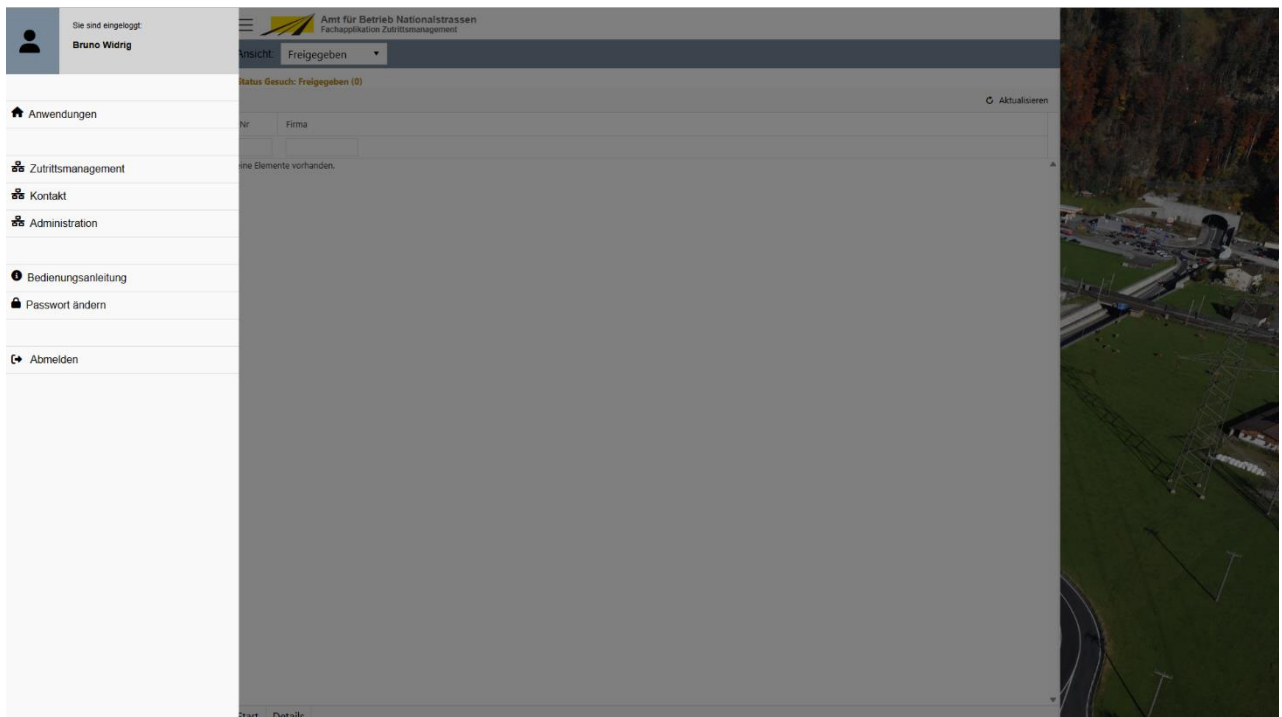 Sie sind eingeloggt:
Bruno Widrig
Anwendungen
Zutrittsmanagement
Kontakt
Administration
Bedienungsanleitung
Passwort ändern
Abmelden
Amt für Betrieb Nationalstrassen
Fachapplikation Zutrittsmanagement
Ansicht: Freigegeben
Status Gesuch: Freigegeben (0)
Aktualisieren
Nr Firma
eine Elemente vorhanden.
Start Details